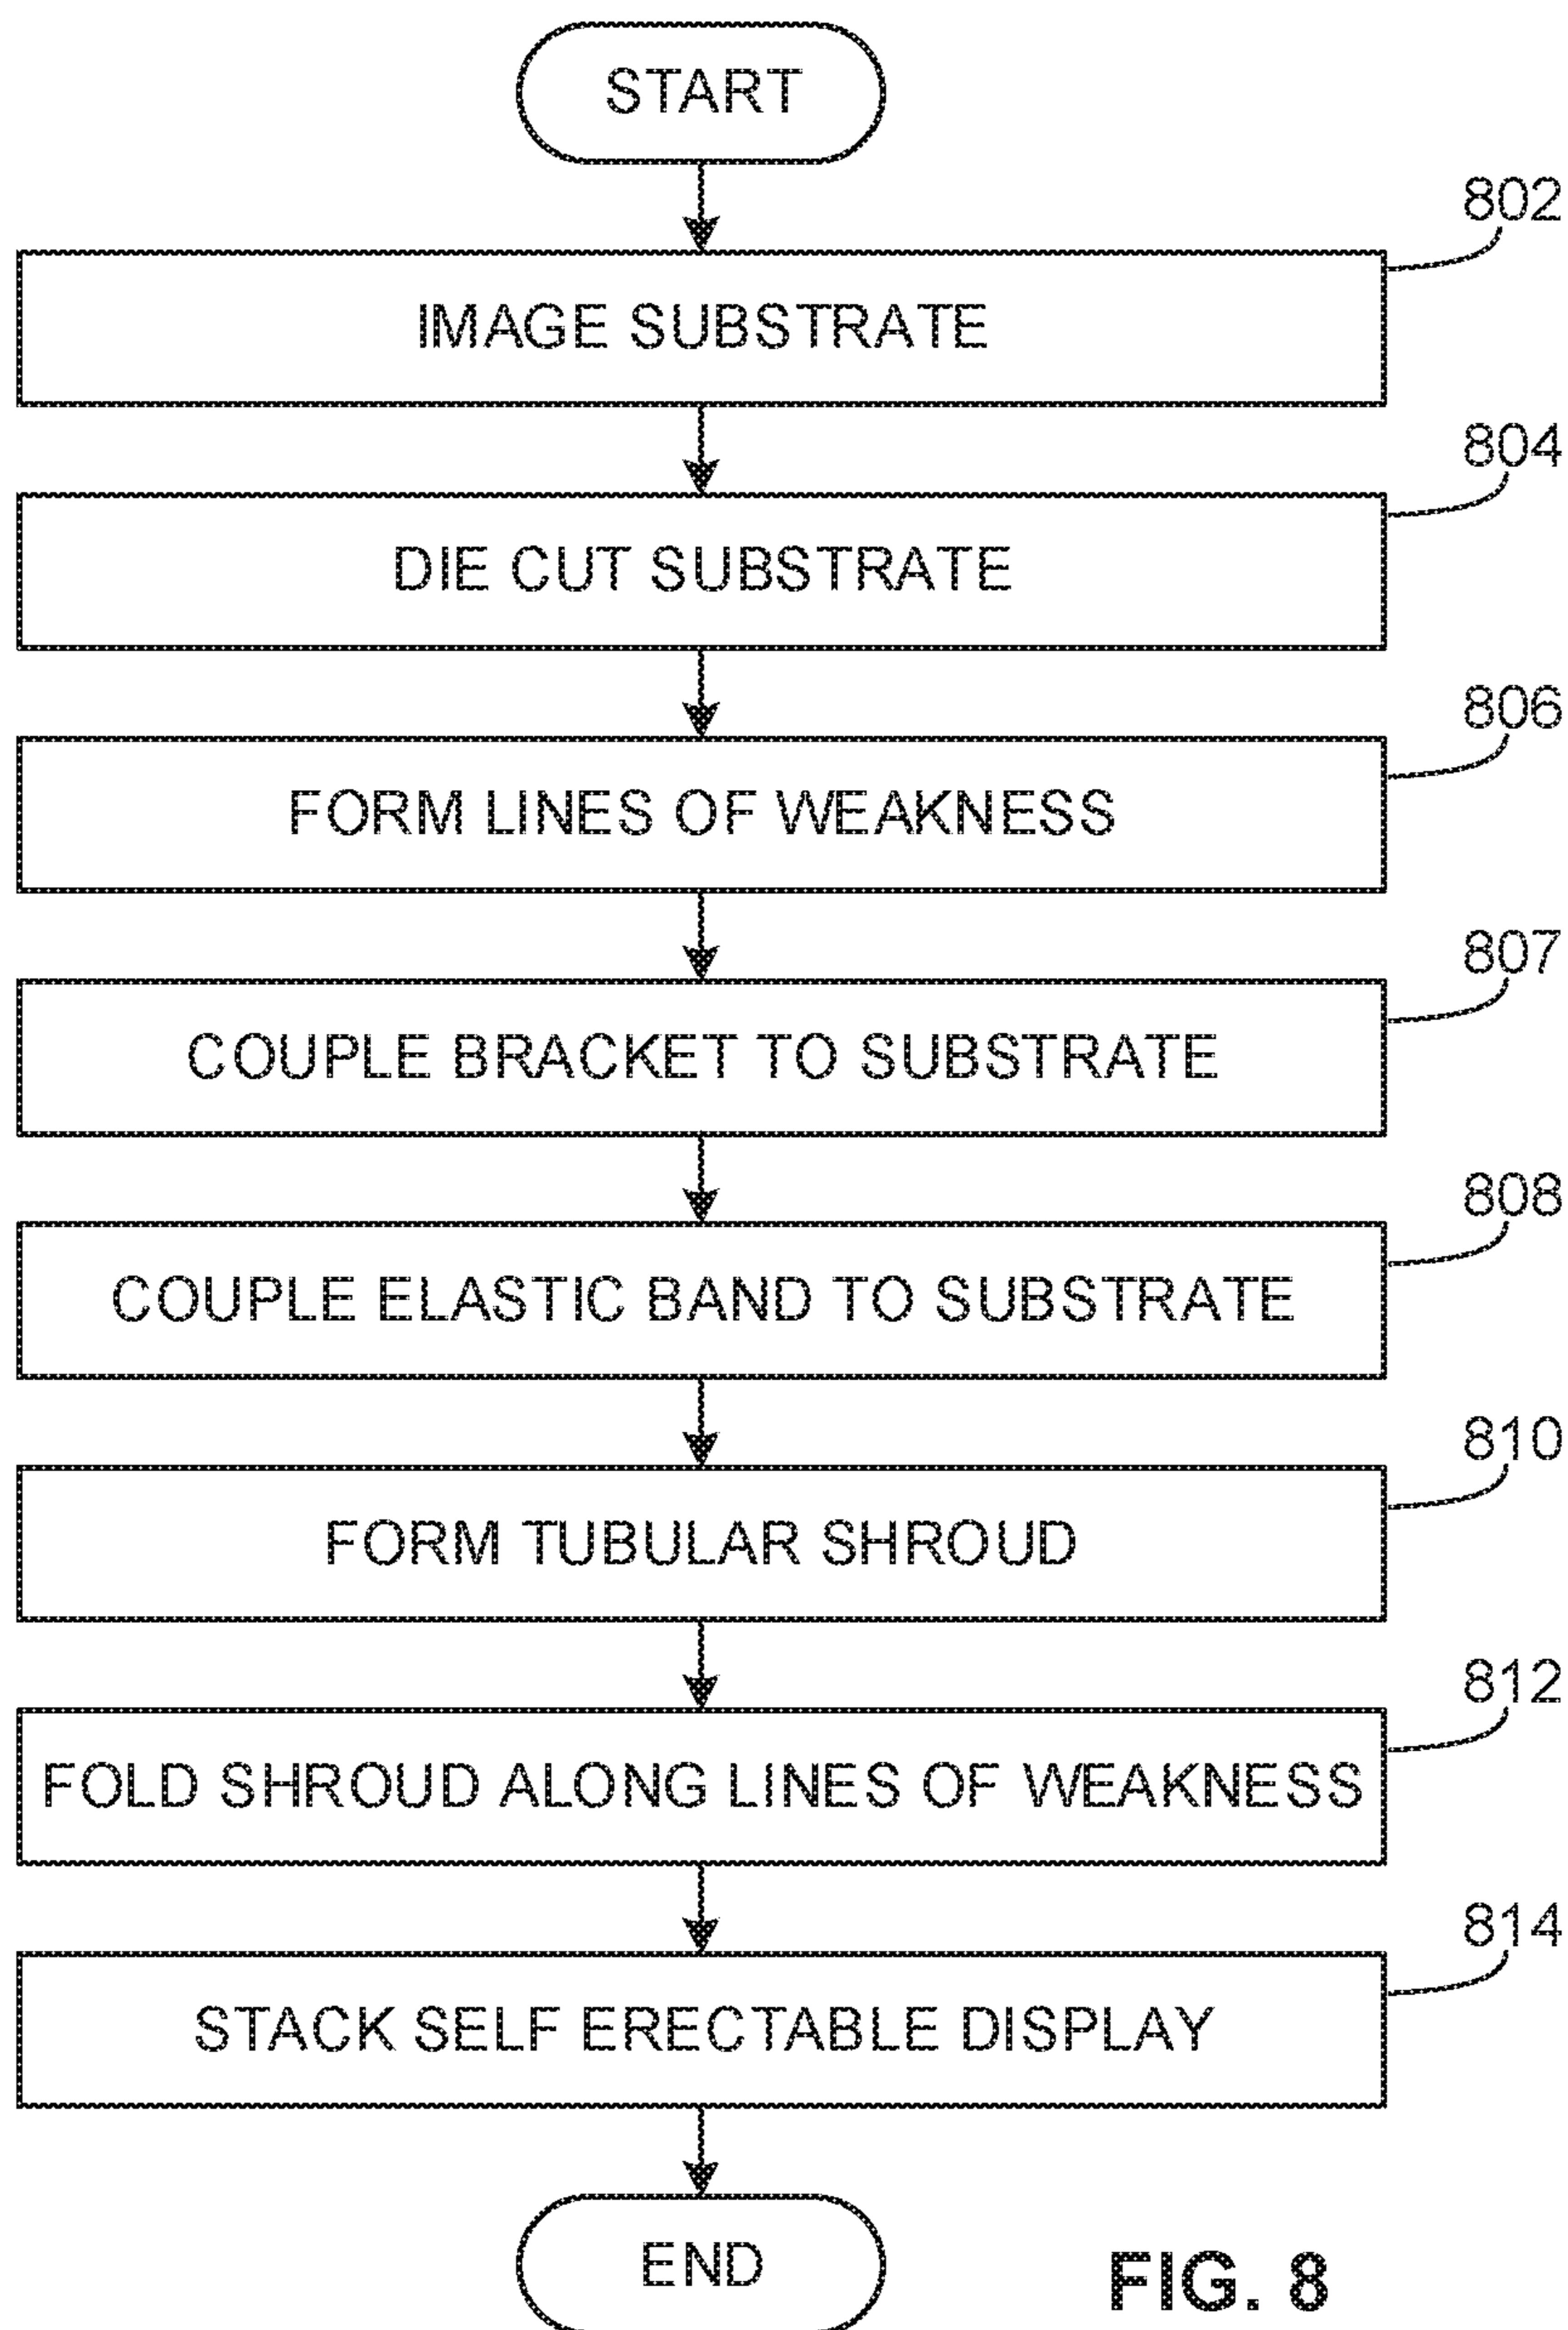 START
802
IMAGE SUBSTRATE
804
DIE CUT SUBSTRATE
806
FORM LINES OF WEAKNESS
807
COUPLE BRACKET TO SUBSTRATE
808
COUPLE ELASTIC BAND TO SUBSTRATE
810
FORM TUBULAR SHROUD
812
FOLD SHROUD ALONG LINES OF WEAKNESS
814
STACK SELF ERECTABLE DISPLAY
END
FIG. 8